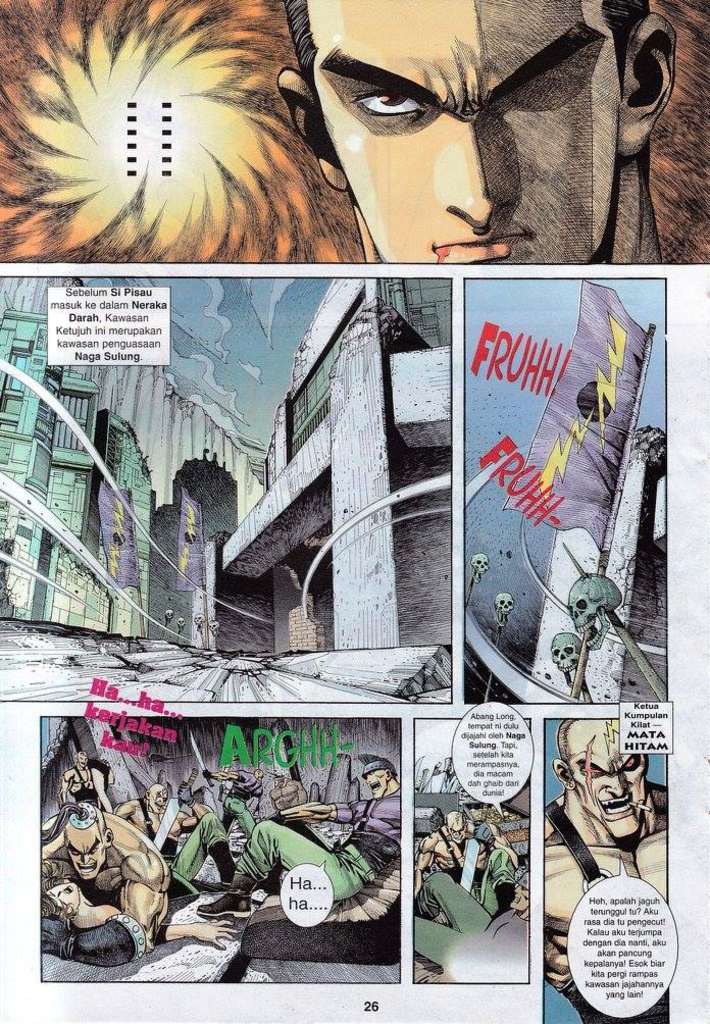 Sebelum Si Pisau
masuk ke dalam Neraka
Darah, Kawasan
Ketujuh ini merupakan
kawasan penguasaan
Naga Sulung.
FRUHH!
FRUHH-
Ha...ha...
kerjakan
kau!
ARGHH-
Ha...
ha....
Abang Long,
tempat ni dulu
dijajahi oleh Naga
Sulung. Tapi,
setelah kita
merampasnya,
dia macam
dah ghaib dari
dunia!
Ketua
Kumpulan
Kilat —
MATA
HITAM
Heh, apalah jaguh
terunggul tu? Aku
rasa dia tu pengecut!
Kalau aku terjumpa
dengan dia nanti, aku
akan pancung
kepalanya! Esok biar
kita pergi rampas
kawasan jajahannya
yang lain!
26